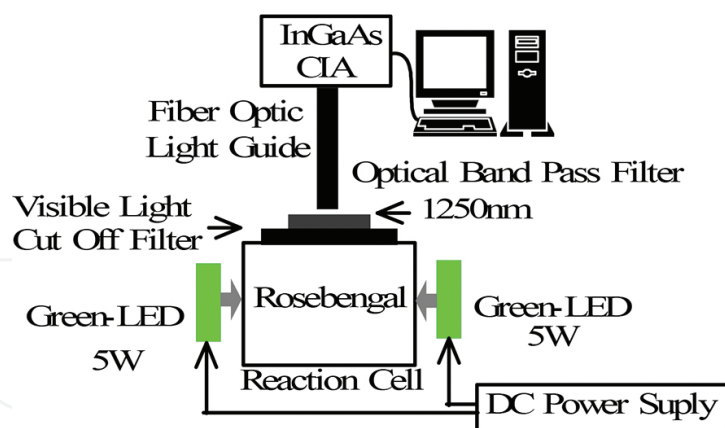 InGaAs
CIA
Fiber Optic
Light Guide
Optical Band Pass Filter
1250nm
Visible Light
Cut Off Filter
Rosebengal
Green-LED
5W
Green-LED
5W
Reaction Cell
DC Power Suply